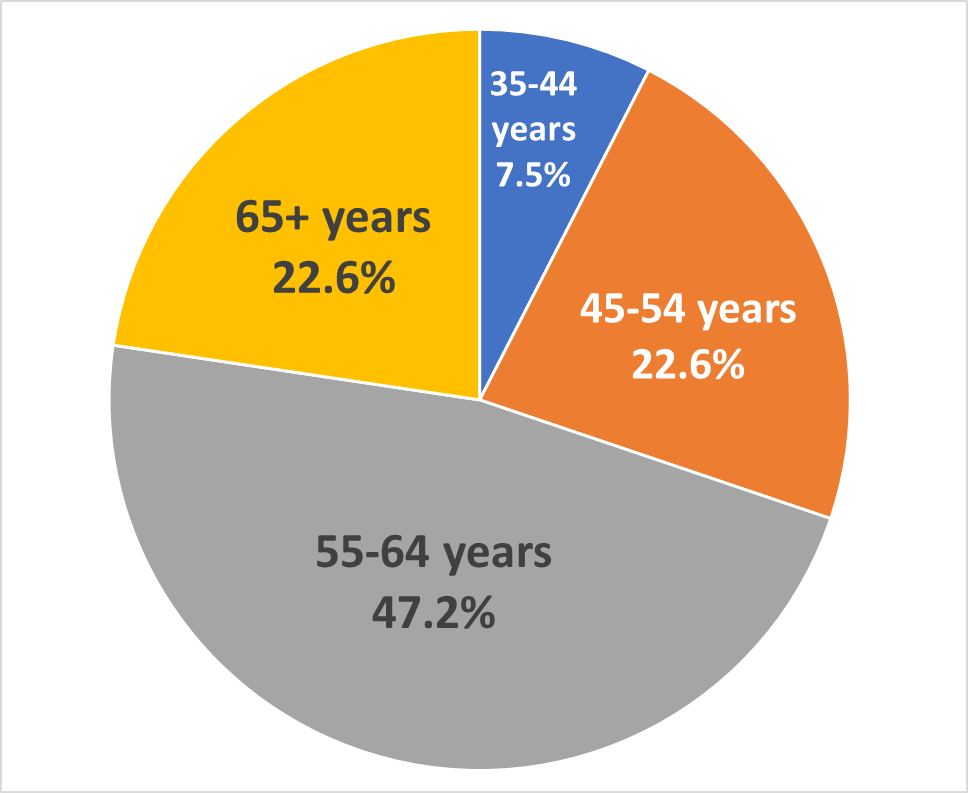 35-44
years
7.5%
45-54 years
22.6%
55-64 years
47.2%
65+ years
22.6%